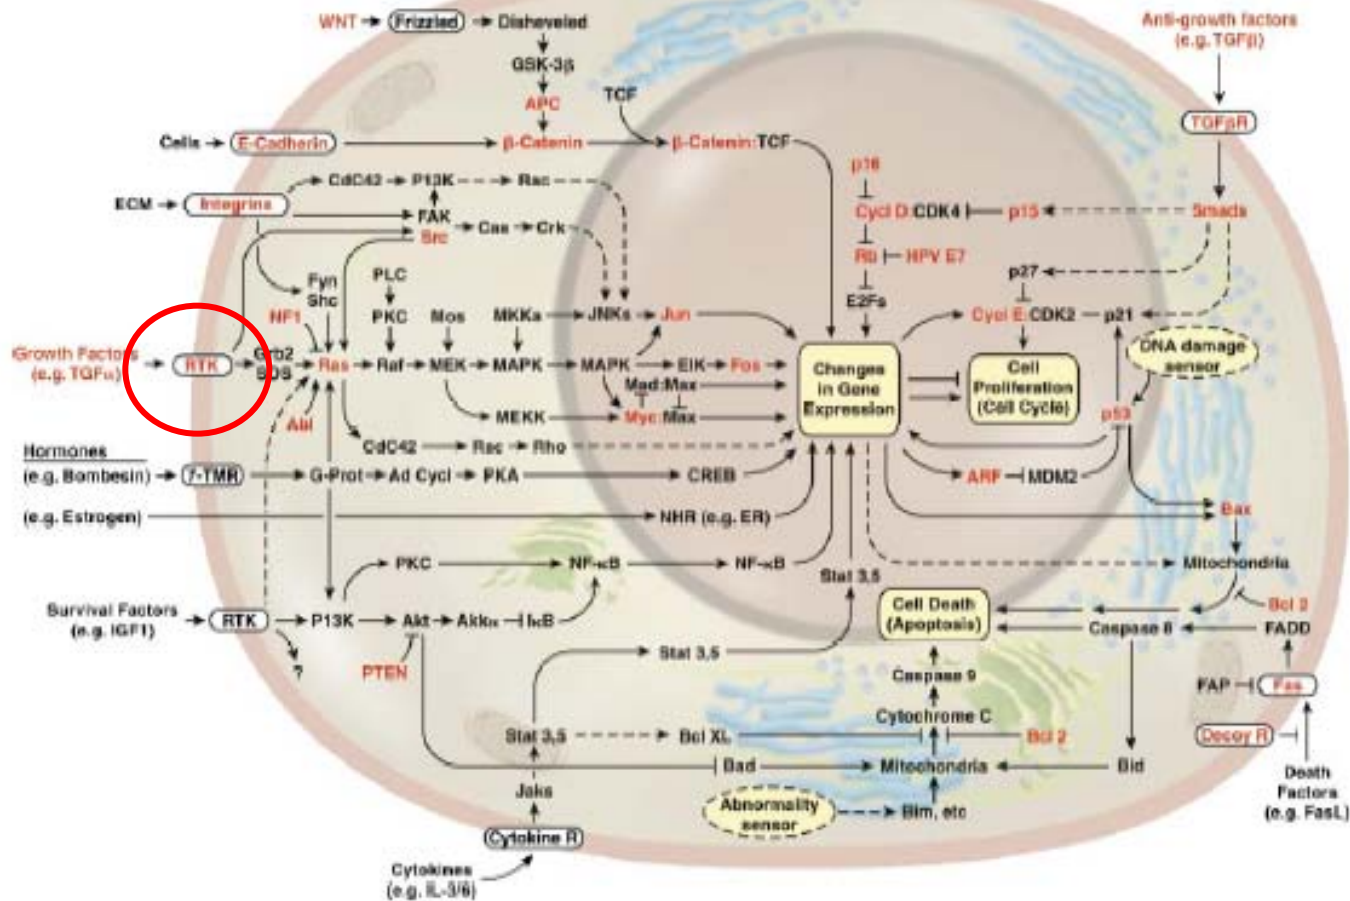 WNT Frizzled Disheveled
Anti-growth factors
(e.g. TGFβ)
GSK-3β
APC
TCF
TGFβR
Cells E-Cadherin β-Catenin β-Catenin:TCF
p16
CdC42 P13K Rac
ECM Integrins
Cycl D:CDK4 p15 Smads
FAK
Src
Cas Crk
Rb HPV E7
Fyn
Shc
PLC
p27
E2Fs
NF1
PKC Mos MKKs JNKs Jun
Cycl E:CDK2 p21
DNA damage
sensor
Growth Factors
(e.g. TGFα)
RTK
Grb2
SOS
Ras Raf MEK MAPK MAPK ElK Fos
Changes
in Gene
Expression
Cell
Proliferation
(Cell Cycle)
Mad:Max
Abl
MEKK Myc:Max
p53
CdC42 Rac Rho
Hormones
(e.g. Bombesin) 7-TMR G-Prot Ad Cycl PKA CREB
ARF MDM2
(e.g. Estrogen) NHR (e.g. ER)
Bax
PKC NF-κB NF-κB
Stat 3,5
Mitochondria
Survival Factors
(e.g. IGF1)
RTK P13K Akt Akkα IκB
Cell Death
(Apoptosis)
Bcl 2
Caspase 8 FADD
?
PTEN
Stat 3,5
Caspase 9
FAP Fas
Cytochrome C
Stat 3,5 Bcl XL Bcl 2
Decoy R
Bad Mitochondria Bid
Death
Factors
(e.g. FasL)
Jaks
Abnormality
sensor
Bim, etc
Cytokine R
Cytokines
(e.g. IL-3/6)